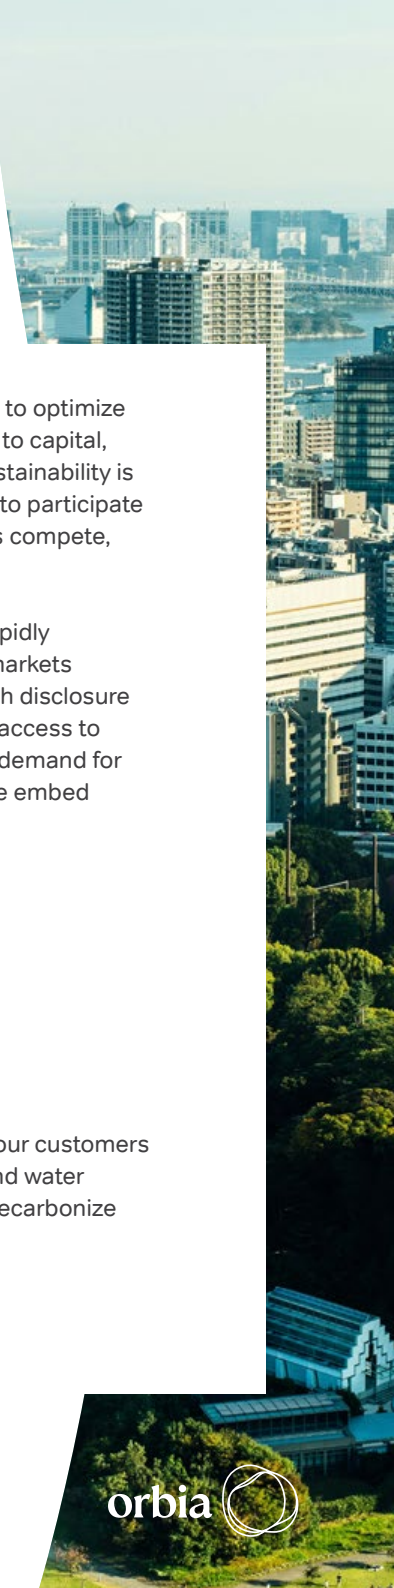 to optimize
to capital,
stainability is
to participate
s compete,
pidly
narkets
h disclosure
access to
demand for
e embed
our customers
nd water
ecarbonize
orbia